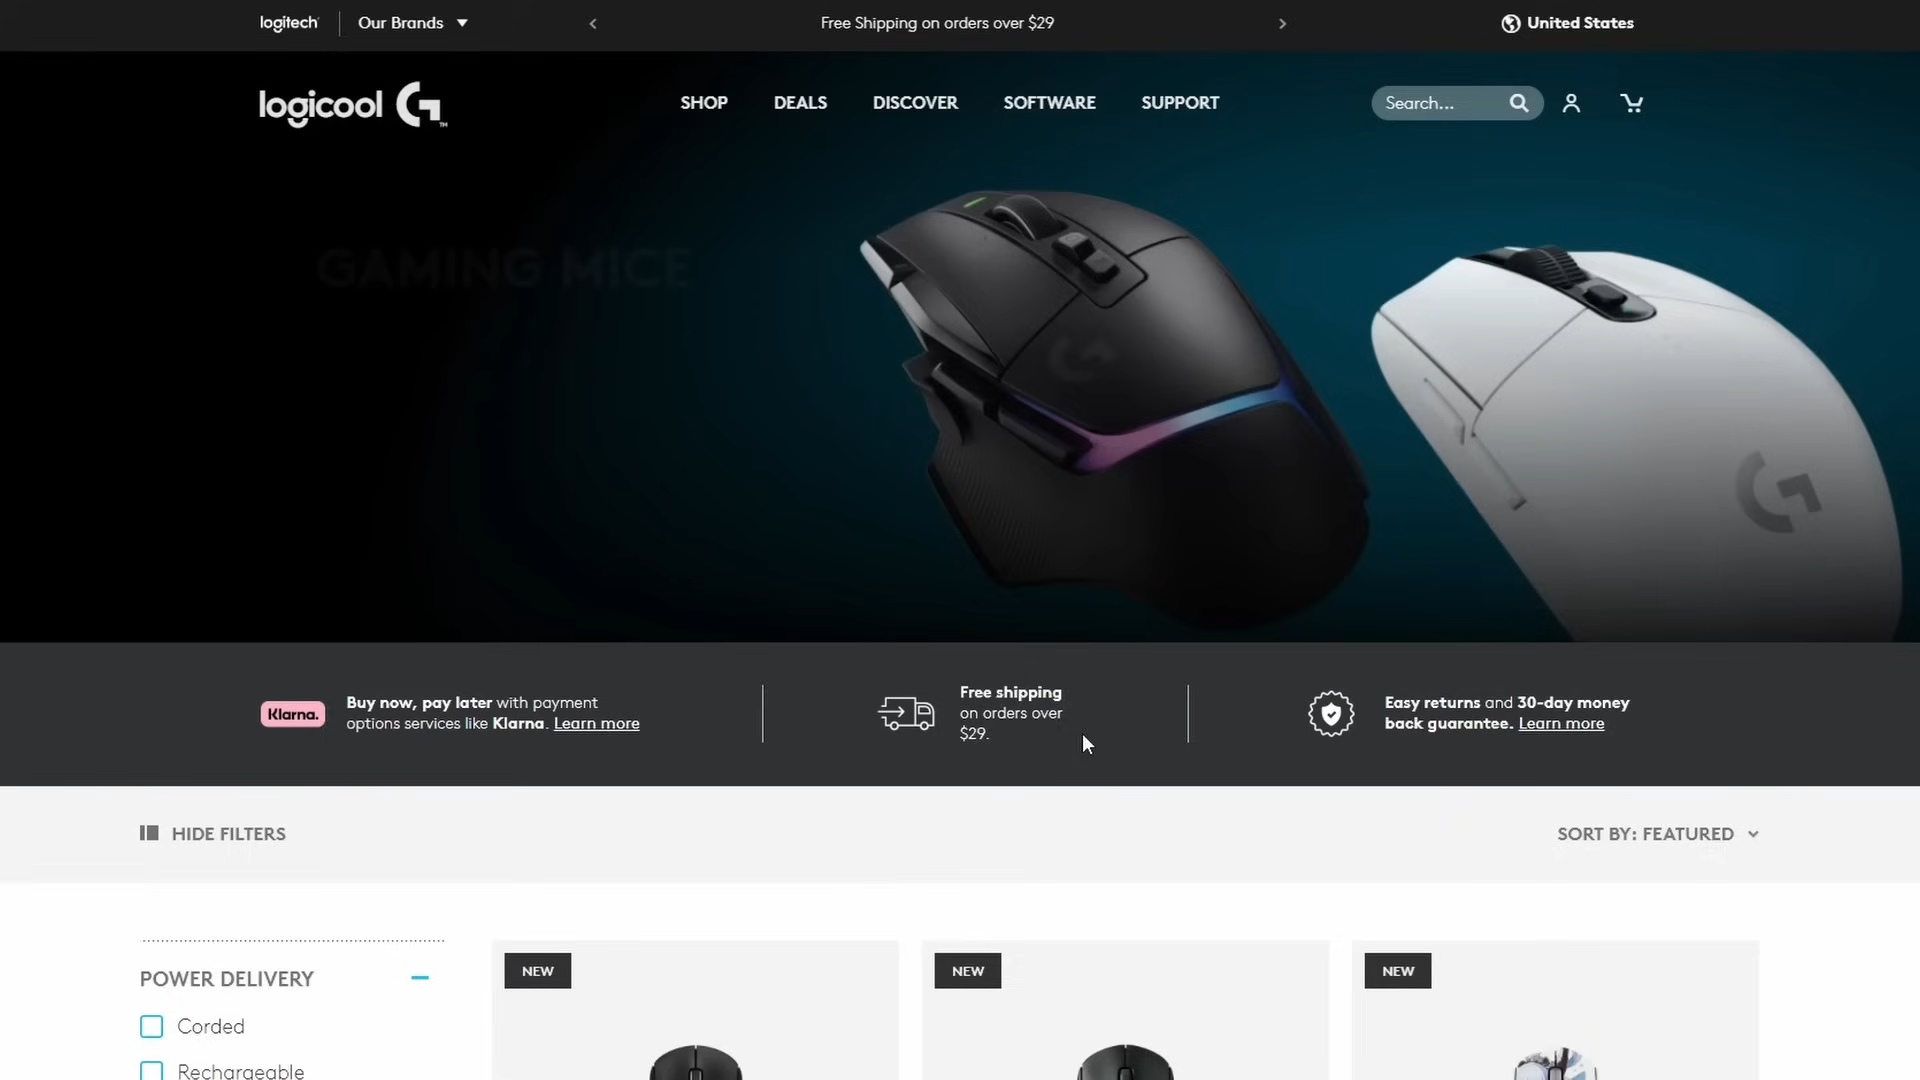 logitech
Our Brands
Free Shipping on orders over $29
United States
logicool G
TM
SHOP
DEALS
DISCOVER
SOFTWARE
SUPPORT
Search...
GAMING MICE
Klarna.
Buy now, pay later with payment
options services like Klarna. Learn more
Free shipping
on orders over
$29.
Easy returns and 30-day money
back guarantee. Learn more
HIDE FILTERS
SORT BY: FEATURED
POWER DELIVERY
Corded
Rechargeable
NEW
NEW
NEW